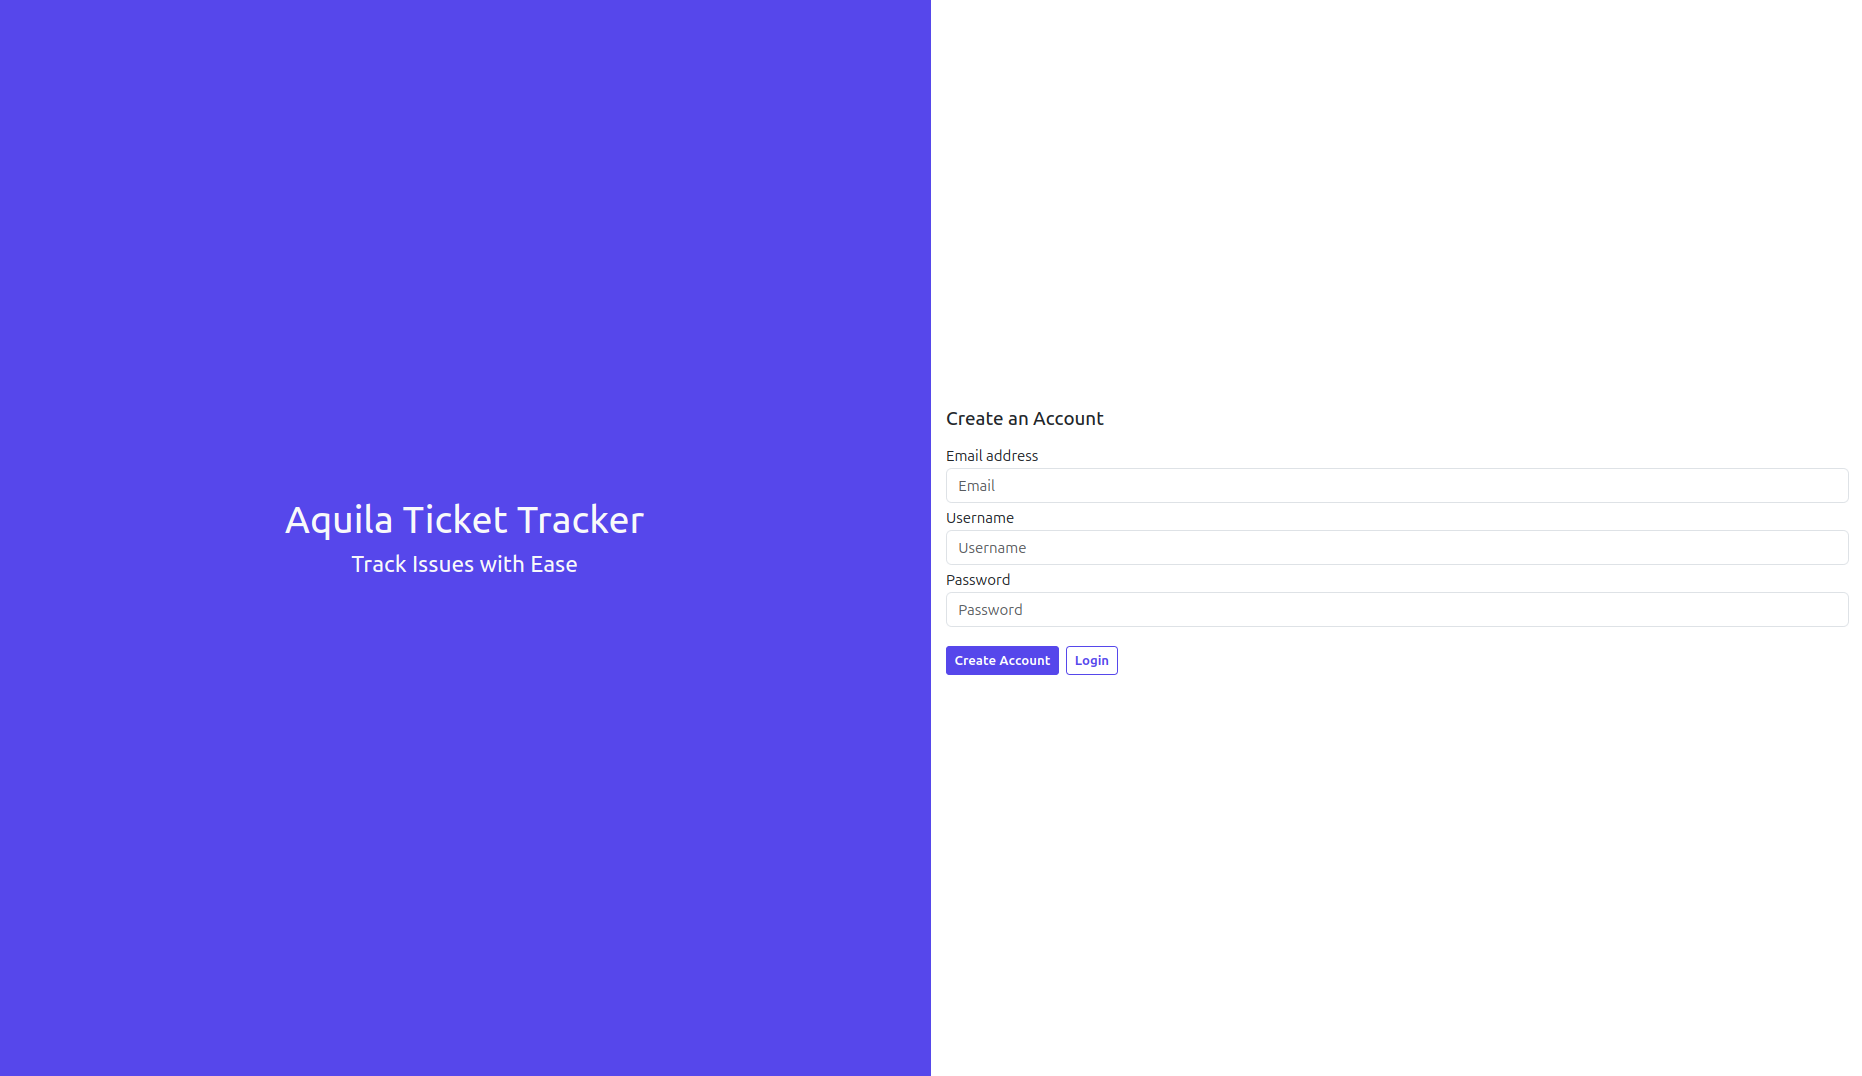 Aquila Ticket Tracker
Track Issues with Ease
Create an Account
Email address
Email
Username
Username
Password
Password
Create Account
Login